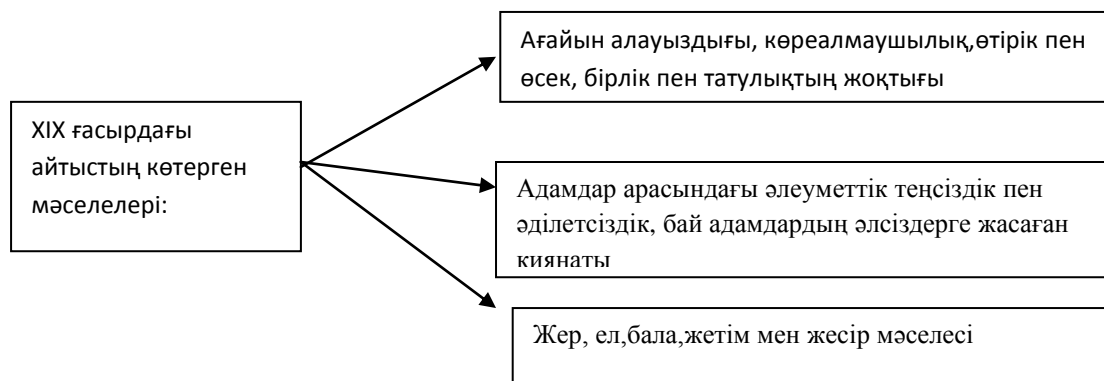 XIX ғасырдағы
айтыстың көтерген
мәселелері:
Ағайын алауыздығы, көреалмаушылық,өтірік пен
өсек, бірлік пен татулықтың жоқтығы
Адамдар арасындағы әлеуметтік теңсіздік пен
әділетсіздік, бай адамдардың әлсіздерге жасаған
қиянаты
Жер, ел,бала,жетім мен жесір мәселесі